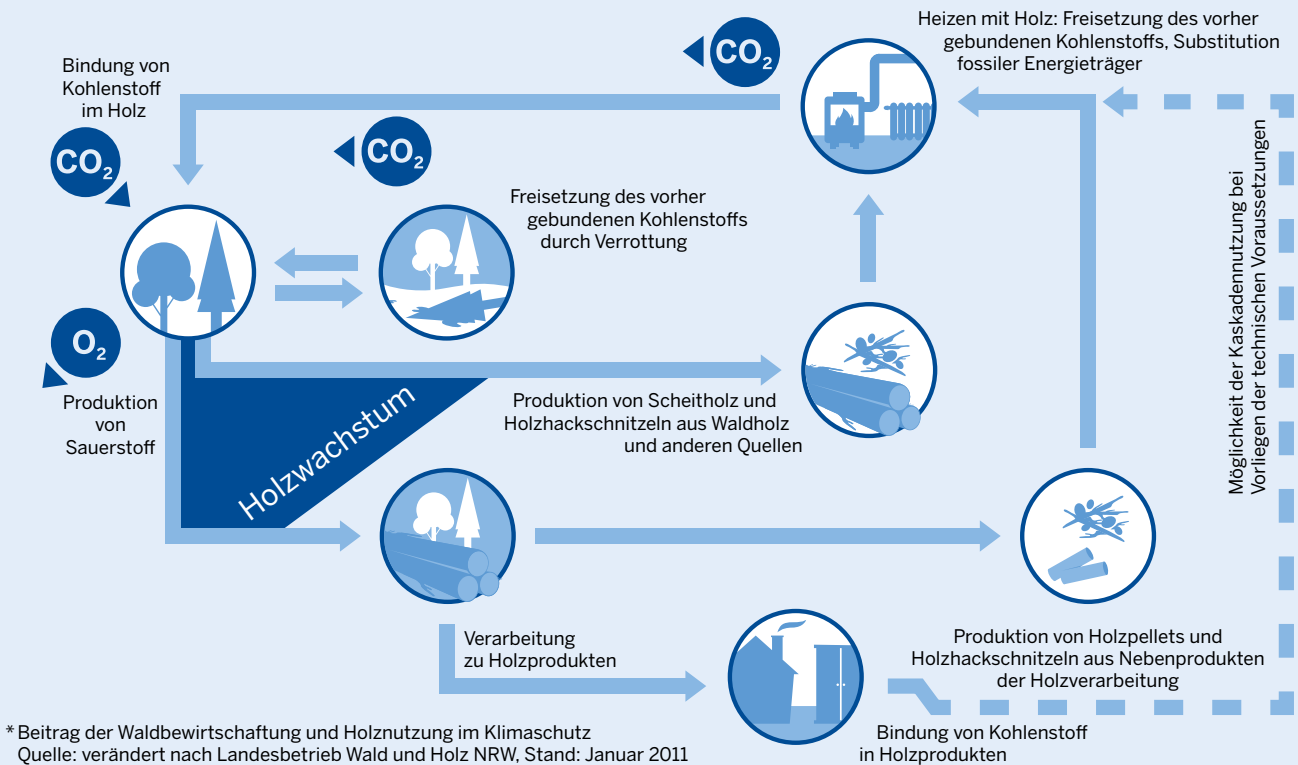 Heizen mit Holz: Freisetzung des vorher
gebundenen Kohlenstoffs, Substitution
fossiler Energieträger
CO₂
Bindung von
Kohlenstoff
im Holz
CO₂
CO₂
Freisetzung des vorher
gebundenen Kohlenstoffs
durch Verrottung
Möglichkeit der Kaskadennutzung bei
Vorliegen der technischen Voraussetzungen
O₂
Produktion
von
Sauerstoff
Holzwachstum
Produktion von Scheitholz und
Holzhackschnitzeln aus Waldholz
und anderen Quellen
Verarbeitung
zu Holzprodukten
Produktion von Holzpellets und
Holzhackschnitzeln aus Nebenprodukten
der Holzverarbeitung
Bindung von Kohlenstoff
in Holzprodukten
* Beitrag der Waldbewirtschaftung und Holznutzung im Klimaschutz
Quelle: verändert nach Landesbetrieb Wald und Holz NRW, Stand: Januar 2011